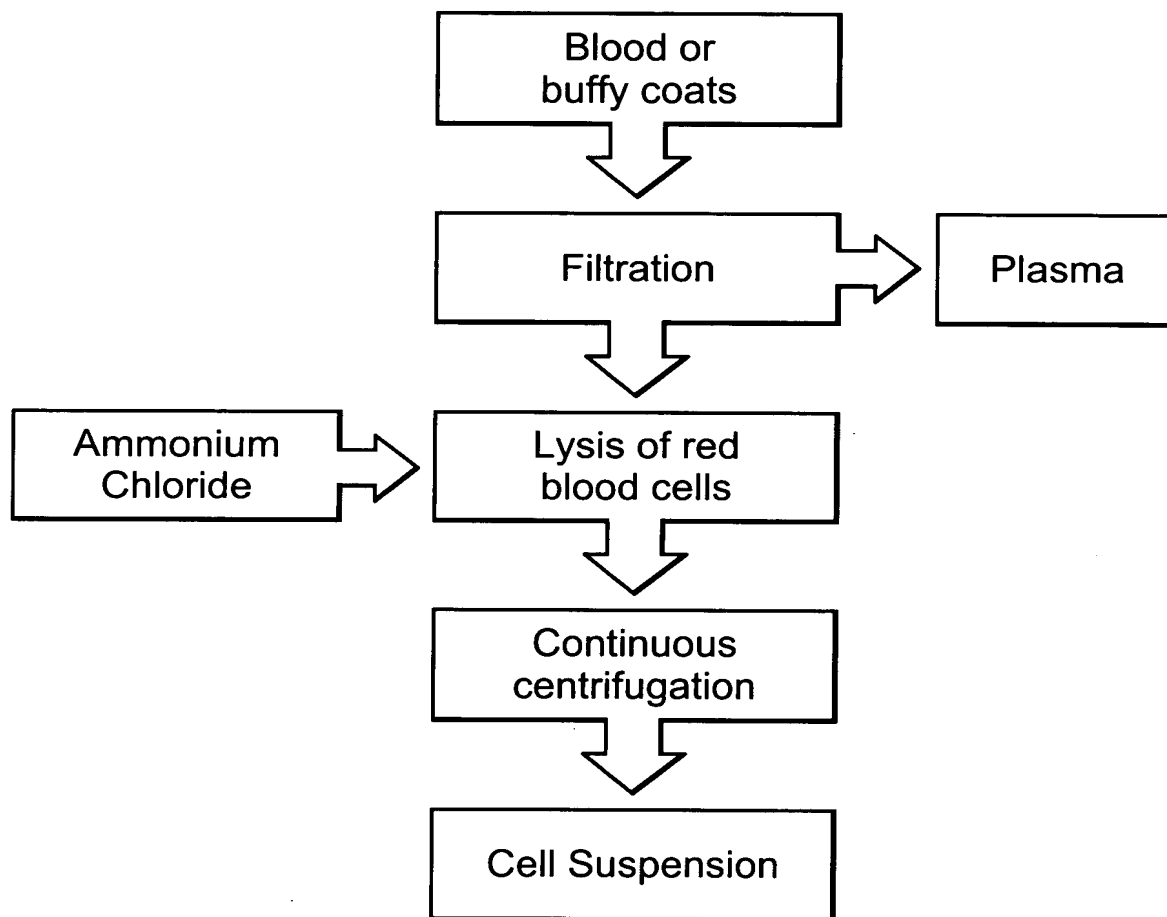 Blood or
buffy coats
Filtration
Plasma
Ammonium
Chloride
Lysis of red
blood cells
Continuous
centrifugation
Cell Suspension